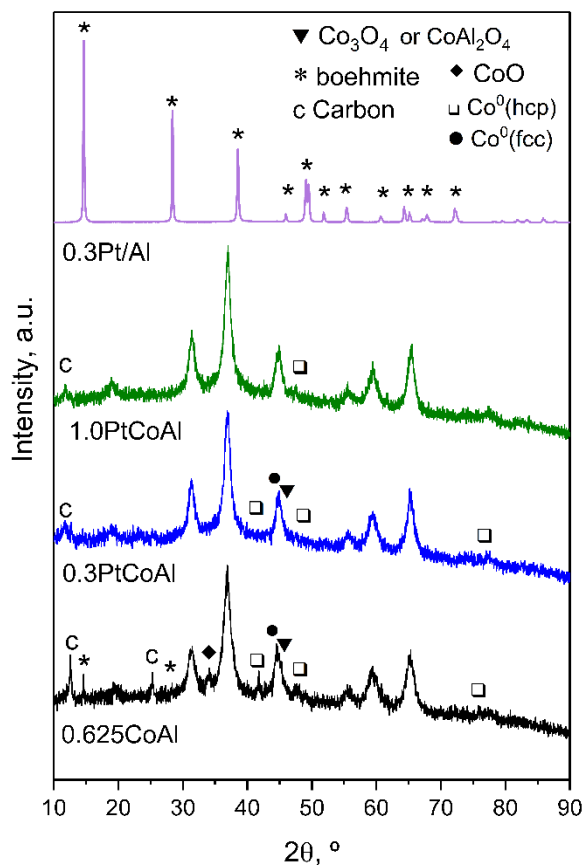 ▼ Co₃O₄ or CoAl₂O₄
* boehmite ◆ CoO
c Carbon ❑ Co⁰(hcp)
● Co⁰(fcc)
* * * * * * * * * * * *
0.3Pt/Al
c ❑
1.0PtCoAl
c ❑ ● ▼ ❑ ❑
0.3PtCoAl
c * c * ◆ ❑ ● ▼ ❑ ❑
0.625CoAl
Intensity, a.u.
10 20 30 40 50 60 70 80 90
2θ, º